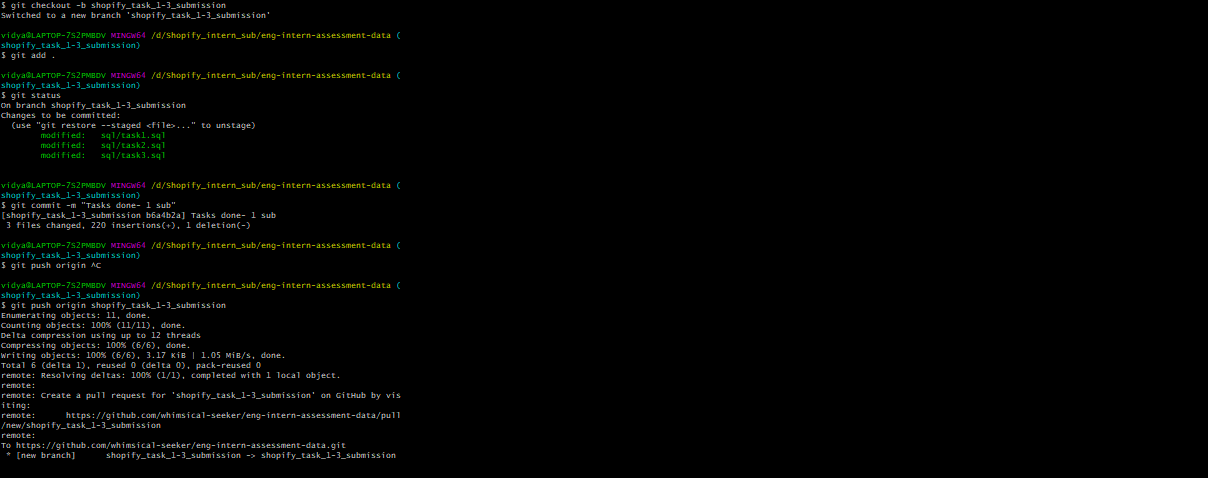 $ git checkout -b shopify_task_1-3_submission
Switched to a new branch 'shopify_task_1-3_submission'
vidya@LAPTOP-7S2PMBDV MINGW64 /d/Shopify_intern_sub/eng-intern-assessment-data (
shopify_task_1-3_submission)
$ git add .
vidya@LAPTOP-7S2PMBDV MINGW64 /d/Shopify_intern_sub/eng-intern-assessment-data (
shopify_task_1-3_submission)
$ git status
On branch shopify_task_1-3_submission
Changes to be committed:
  (use "git restore --staged <file>..." to unstage)
        modified:   sql/task1.sql
        modified:   sql/task2.sql
        modified:   sql/task3.sql
vidya@LAPTOP-7S2PMBDV MINGW64 /d/Shopify_intern_sub/eng-intern-assessment-data (
shopify_task_1-3_submission)
$ git commit -m "Tasks done- 1 sub"
[shopify_task_1-3_submission b6a4b2a] Tasks done- 1 sub
 3 files changed, 220 insertions(+), 1 deletion(-)
vidya@LAPTOP-7S2PMBDV MINGW64 /d/Shopify_intern_sub/eng-intern-assessment-data (
shopify_task_1-3_submission)
$ git push origin ^C
vidya@LAPTOP-7S2PMBDV MINGW64 /d/Shopify_intern_sub/eng-intern-assessment-data (
shopify_task_1-3_submission)
$ git push origin shopify_task_1-3_submission
Enumerating objects: 11, done.
Counting objects: 100% (11/11), done.
Delta compression using up to 12 threads
Compressing objects: 100% (6/6), done.
Writing objects: 100% (6/6), 3.17 KiB | 1.05 MiB/s, done.
Total 6 (delta 1), reused 0 (delta 0), pack-reused 0
remote: Resolving deltas: 100% (1/1), completed with 1 local object.
remote:
remote: Create a pull request for 'shopify_task_1-3_submission' on GitHub by vis
iting:
remote:      https://github.com/whimsical-seeker/eng-intern-assessment-data/pull
/new/shopify_task_1-3_submission
remote:
To https://github.com/whimsical-seeker/eng-intern-assessment-data.git
 * [new branch]      shopify_task_1-3_submission -> shopify_task_1-3_submission